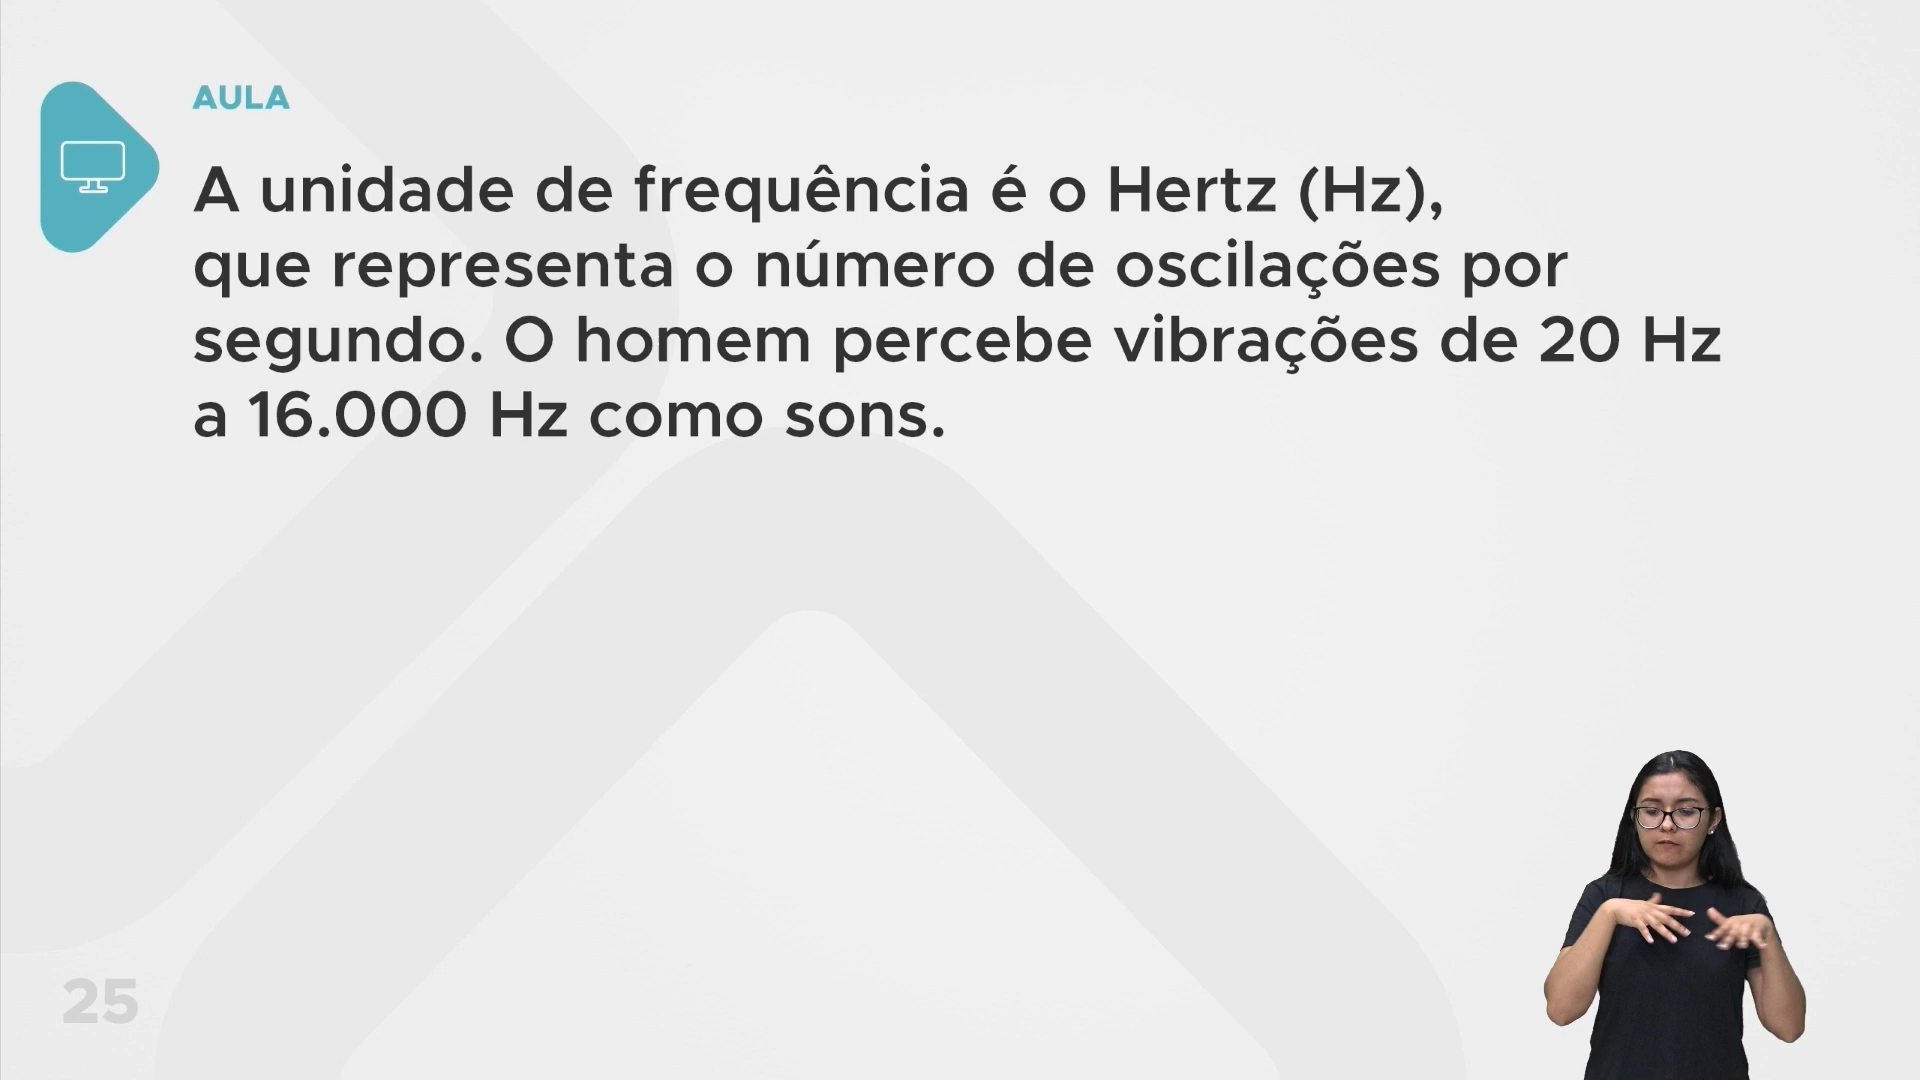 AULA
A unidade de frequência é o Hertz (Hz),
que representa o número de oscilações por
segundo. O homem percebe vibrações de 20 Hz
a 16.000 Hz como sons.
25